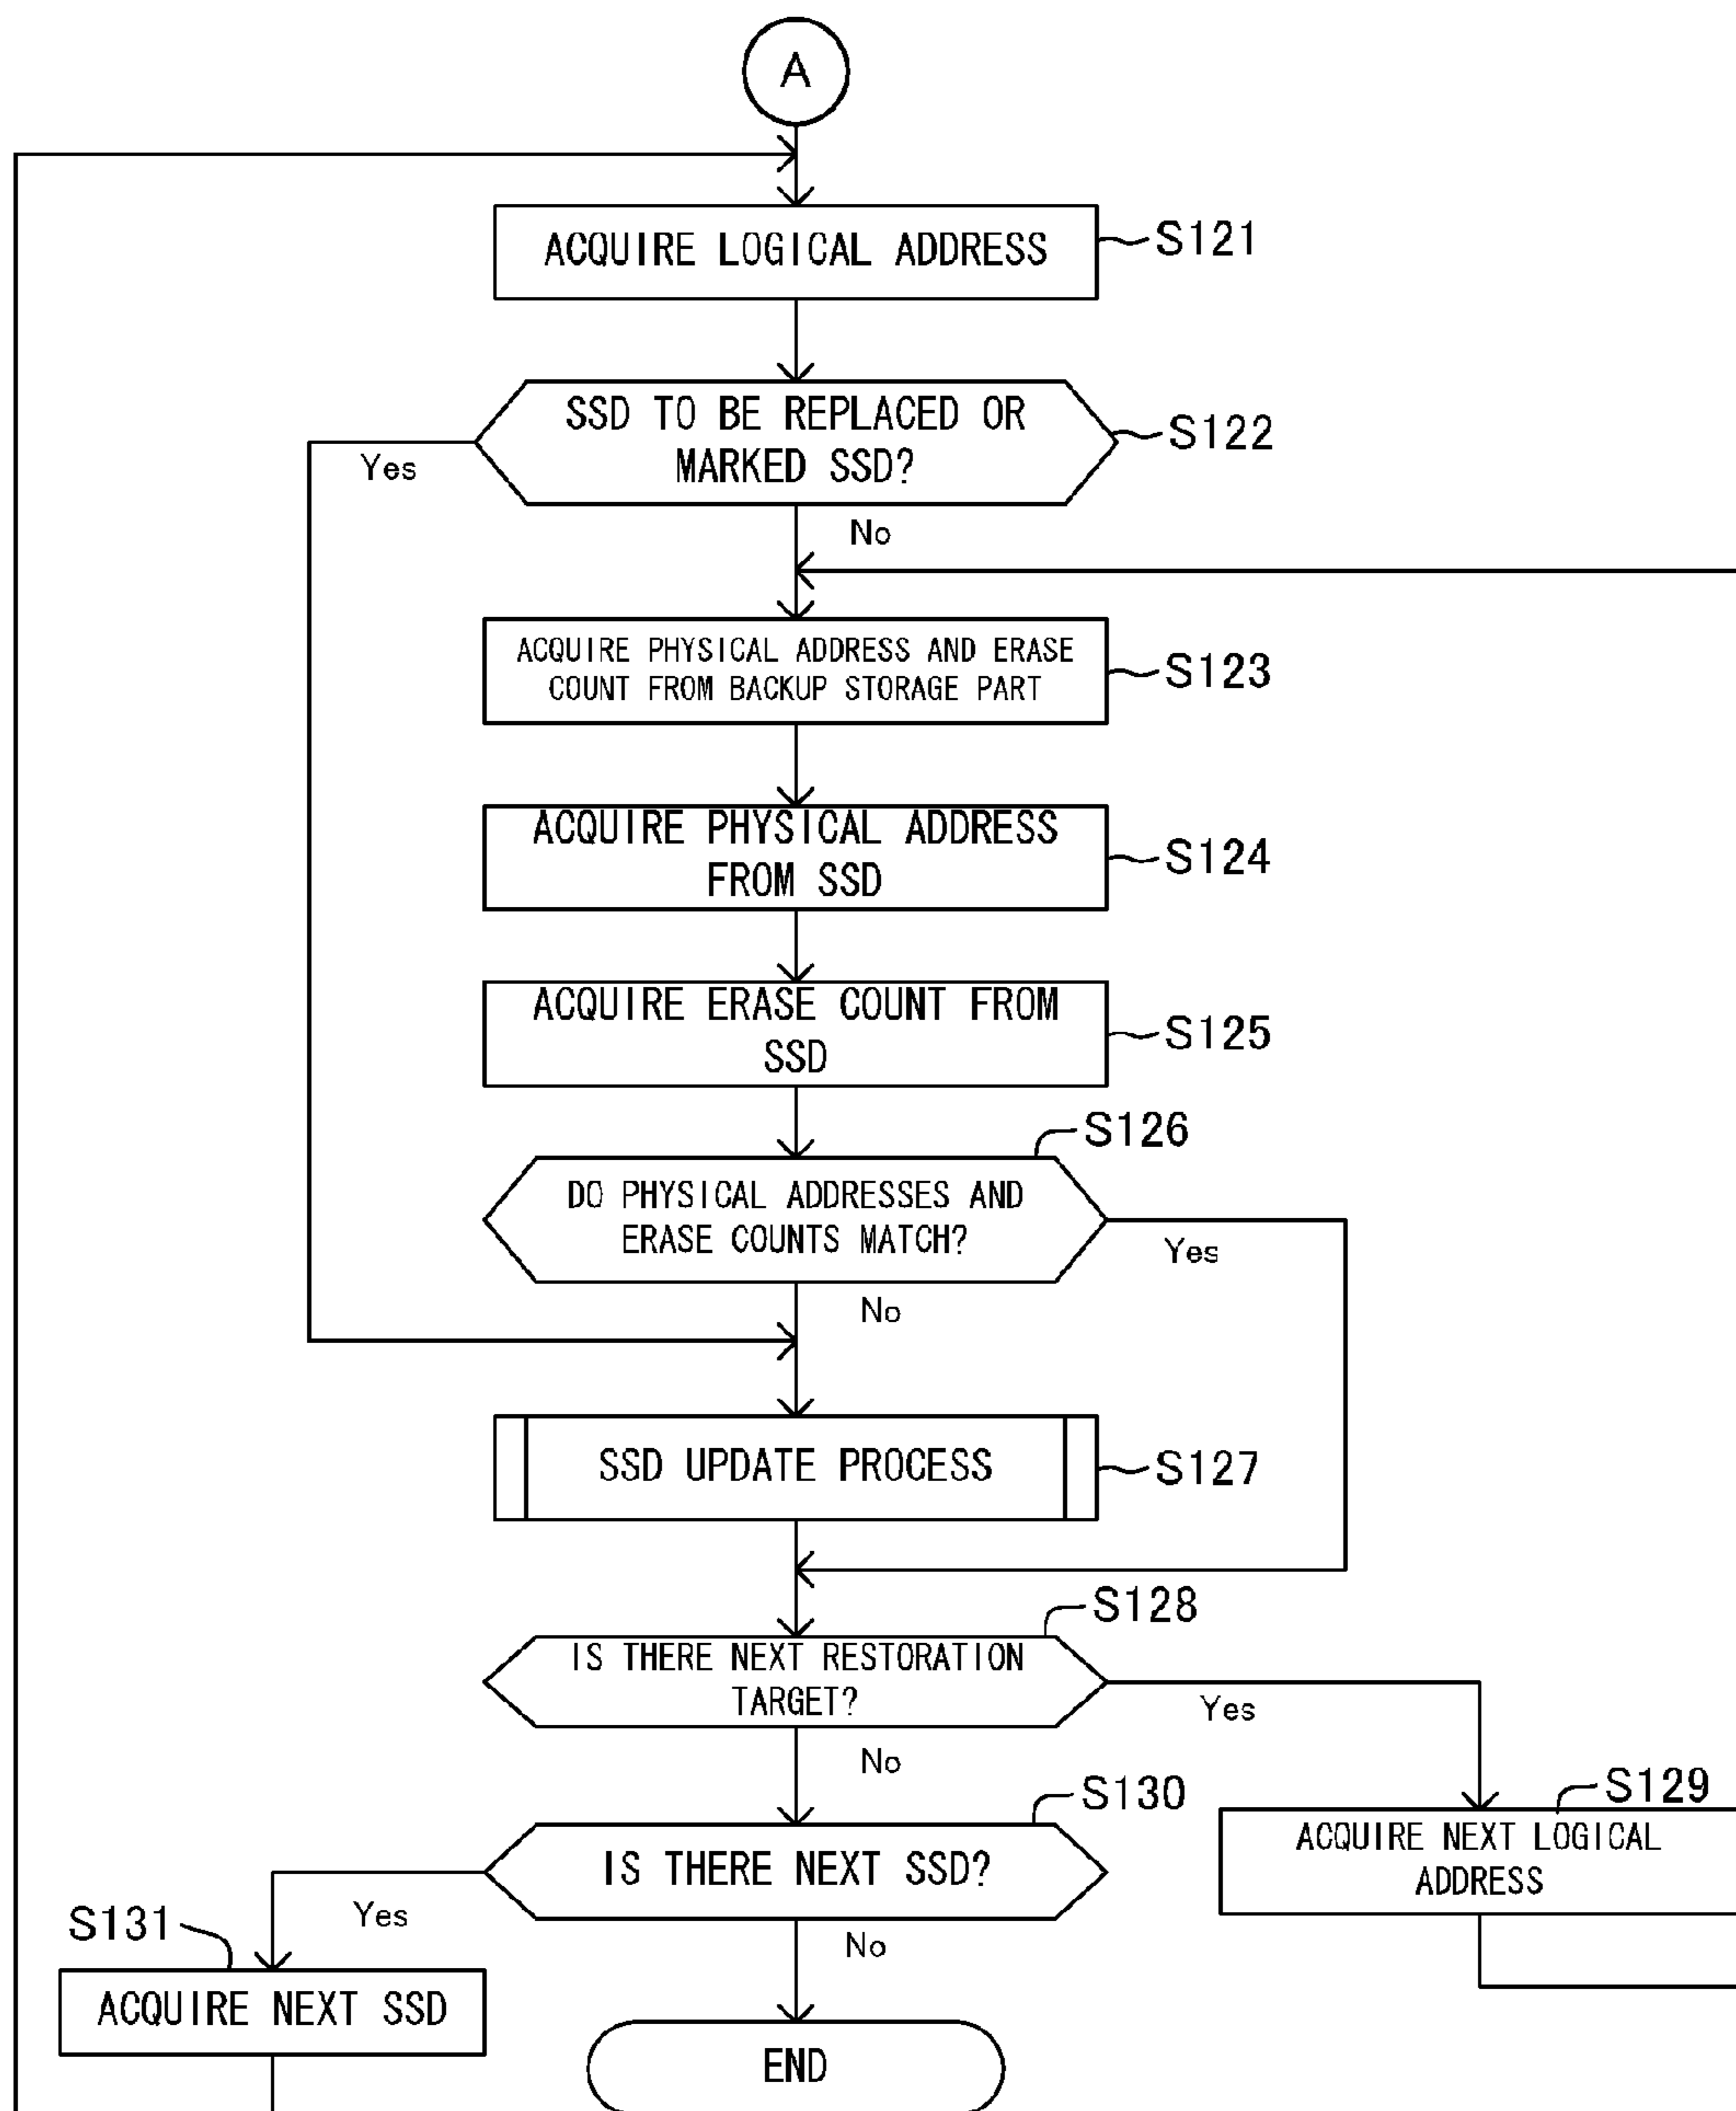 A
ACQUIRE LOGICAL ADDRESS
S121
SSD TO BE REPLACED OR
MARKED SSD?
S122
Yes
No
ACQUIRE PHYSICAL ADDRESS AND ERASE
COUNT FROM BACKUP STORAGE PART
S123
ACQUIRE PHYSICAL ADDRESS
FROM SSD
S124
ACQUIRE ERASE COUNT FROM
SSD
S125
S126
DO PHYSICAL ADDRESSES AND
ERASE COUNTS MATCH?
Yes
No
SSD UPDATE PROCESS
S127
S128
IS THERE NEXT RESTORATION
TARGET?
Yes
No
S129
ACQUIRE NEXT LOGICAL
ADDRESS
S130
IS THERE NEXT SSD?
Yes
No
S131
ACQUIRE NEXT SSD
END